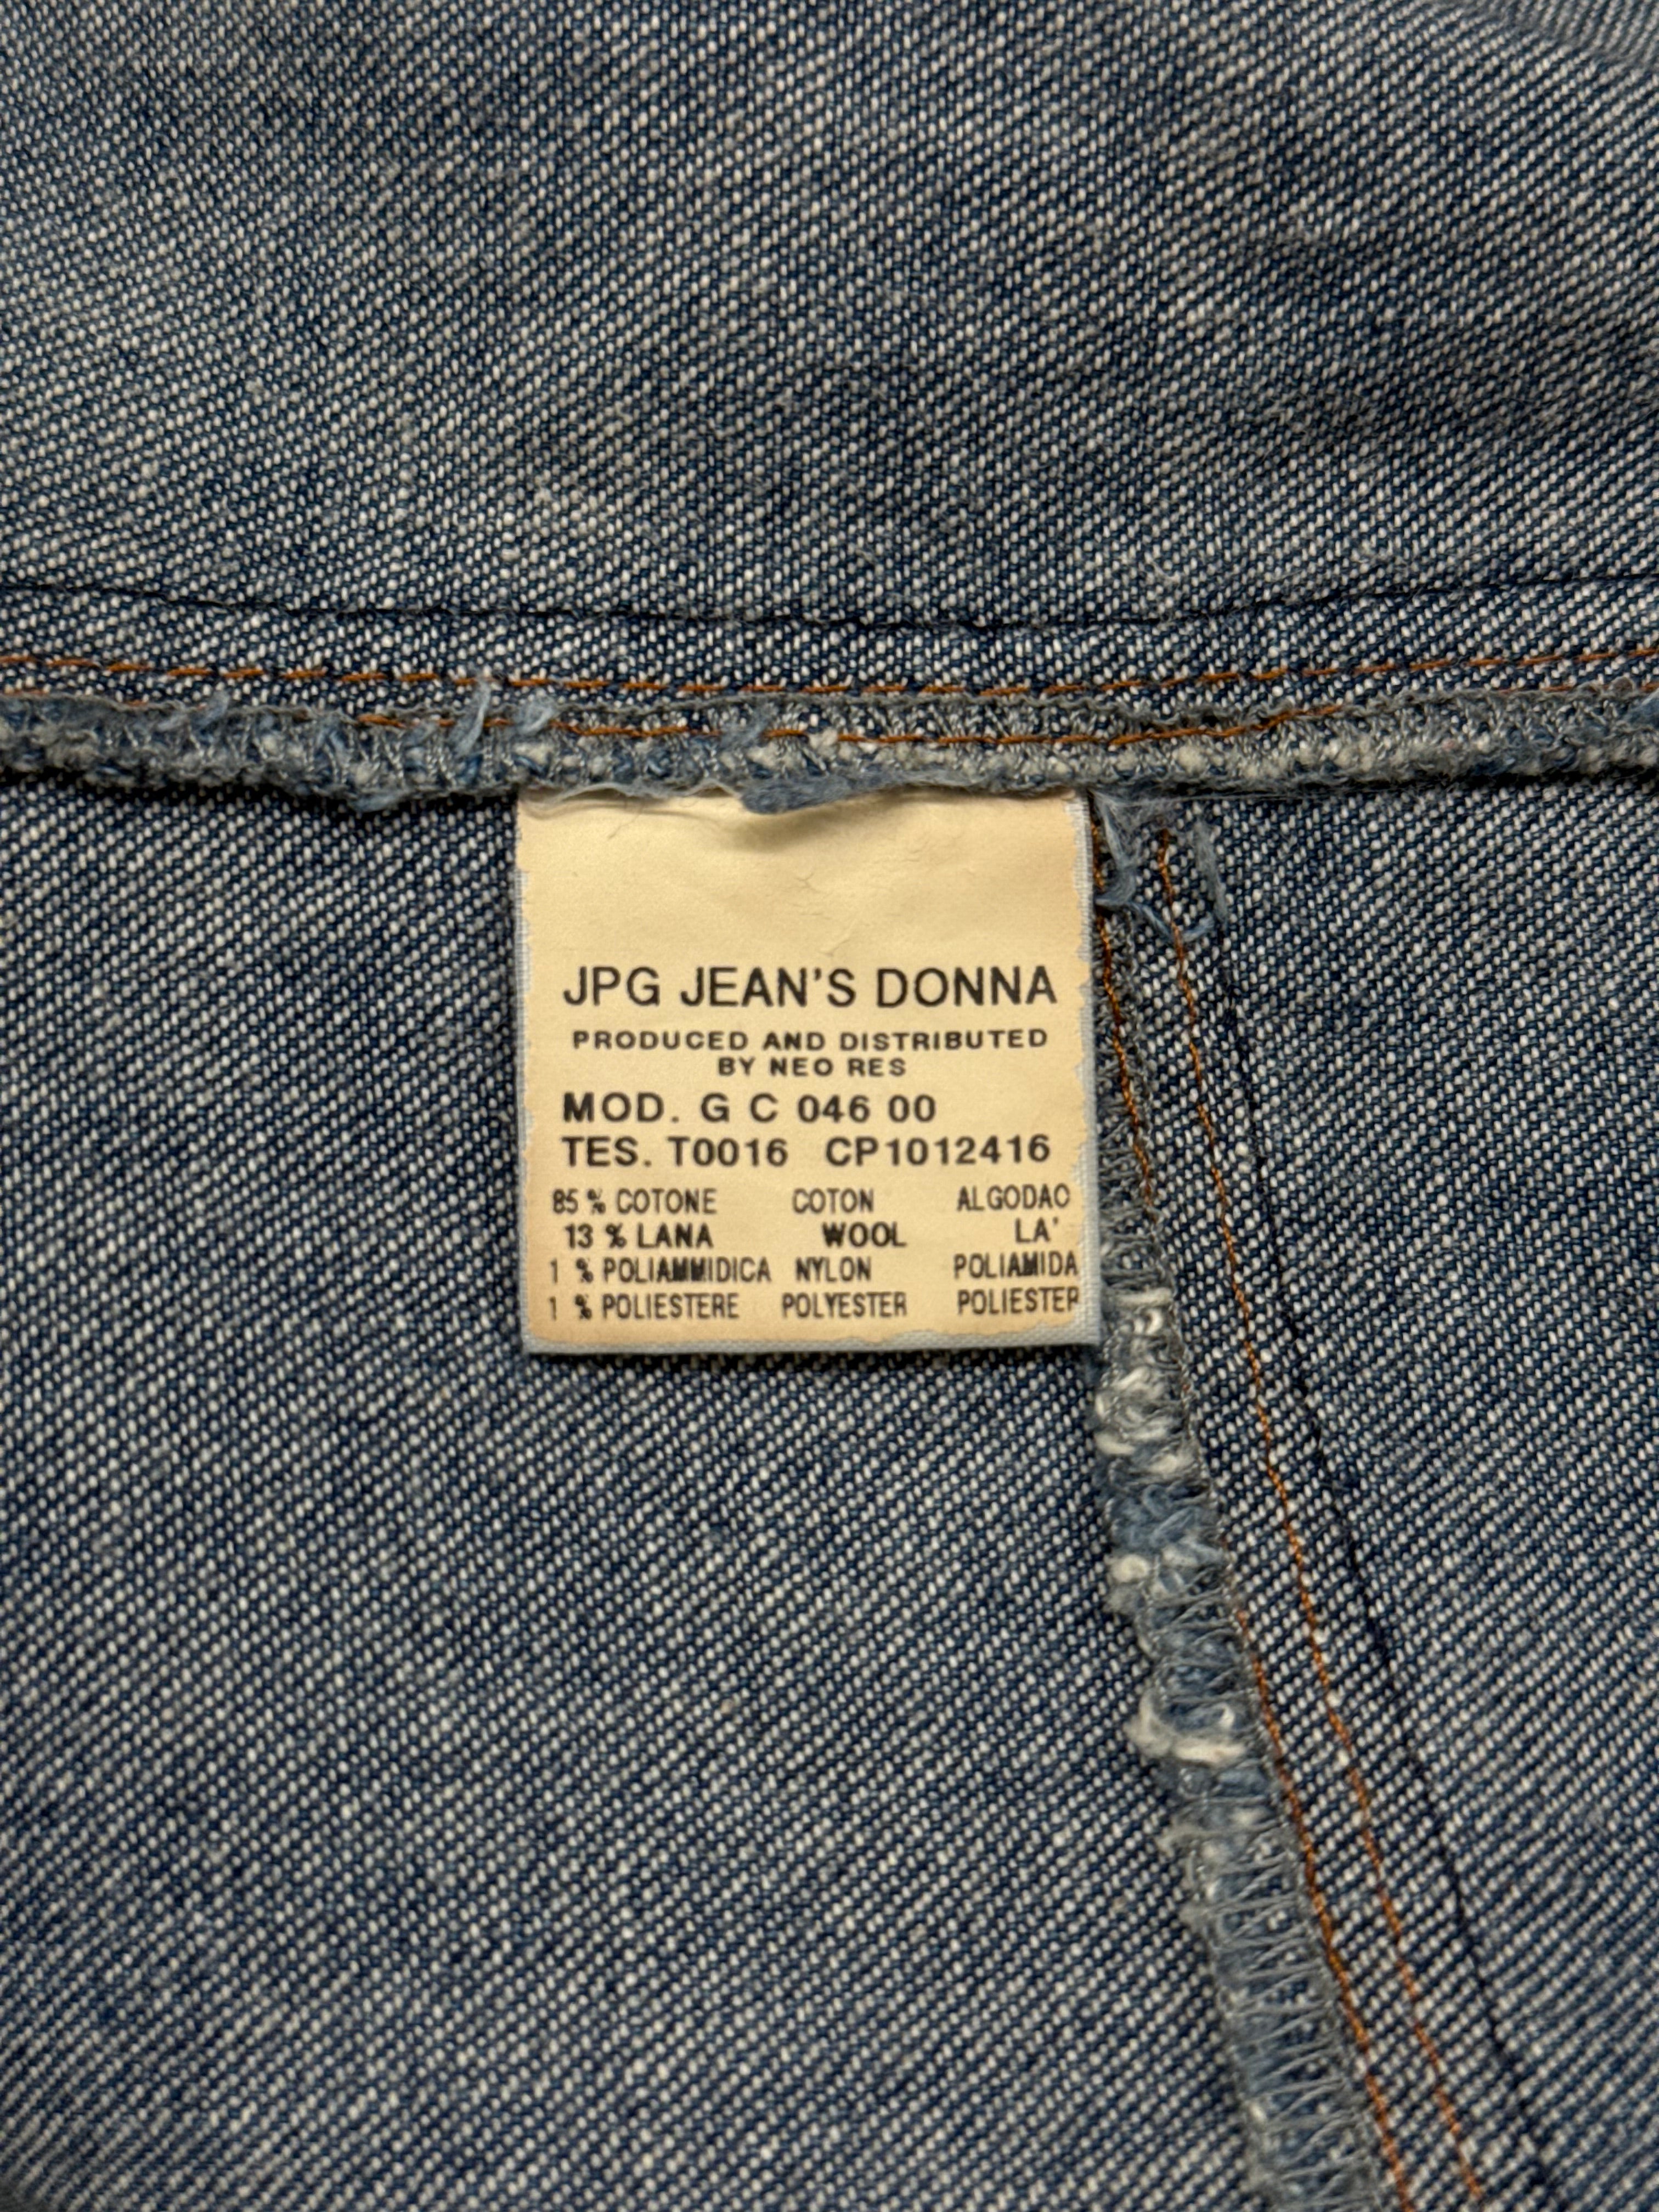 JPG JEAN'S DONNA
PRODUCED AND DISTRIBUTED
BY NEO RES
MOD. G C 046 00
TES. T0016 CP1012416
85 % COTONE COTON ALGODAO
13 % LANA WOOL LA'
1 % POLIAMMIDICA NYLON POLIAMIDA
1 % POLIESTERE POLYESTER POLIESTER